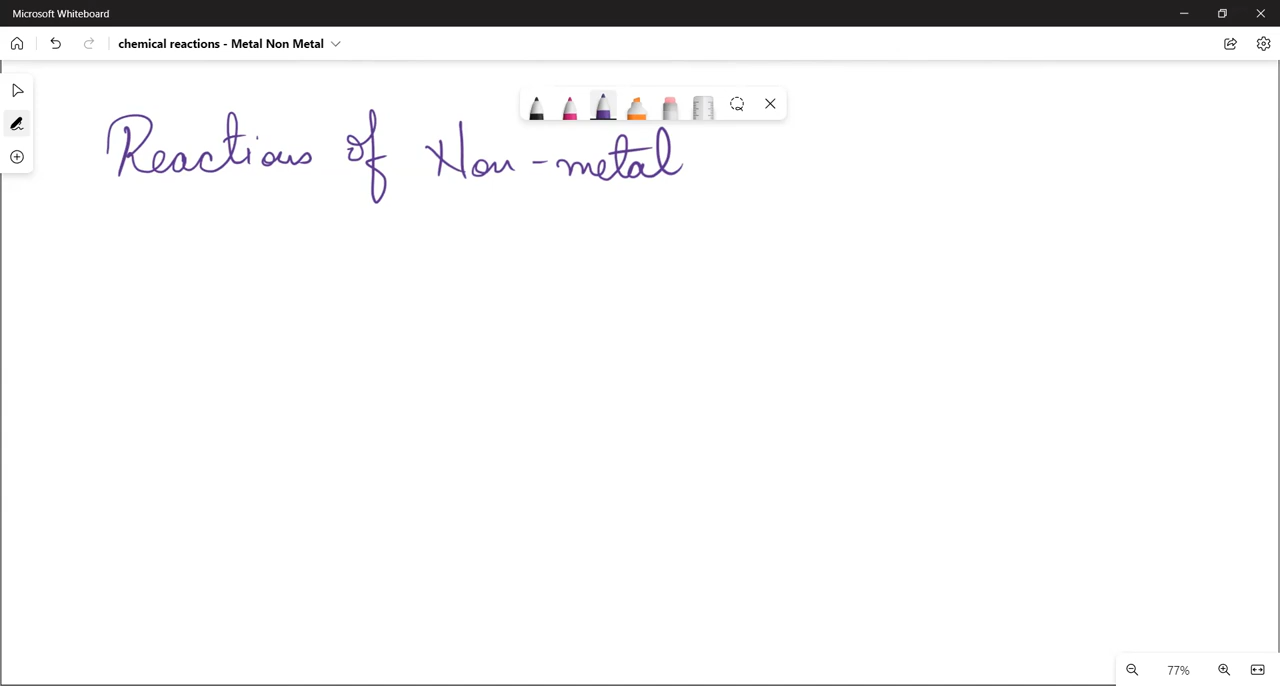 Microsoft Whiteboard
chemical reactions - Metal Non Metal
Reactions of Non-metal
77%